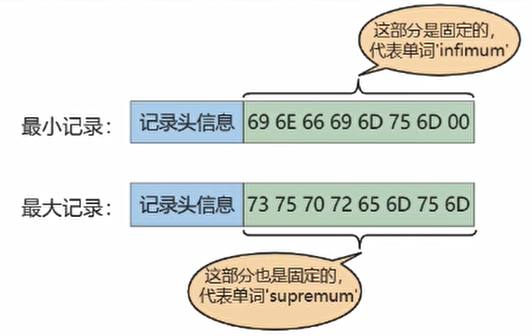 这部分是固定的，
代表单词'infimum'
最小记录： 记录头信息 69 6E 66 69 6D 75 6D 00
最大记录： 记录头信息 73 75 70 72 65 6D 75 6D
这部分也是固定的，
代表单词'supremum'